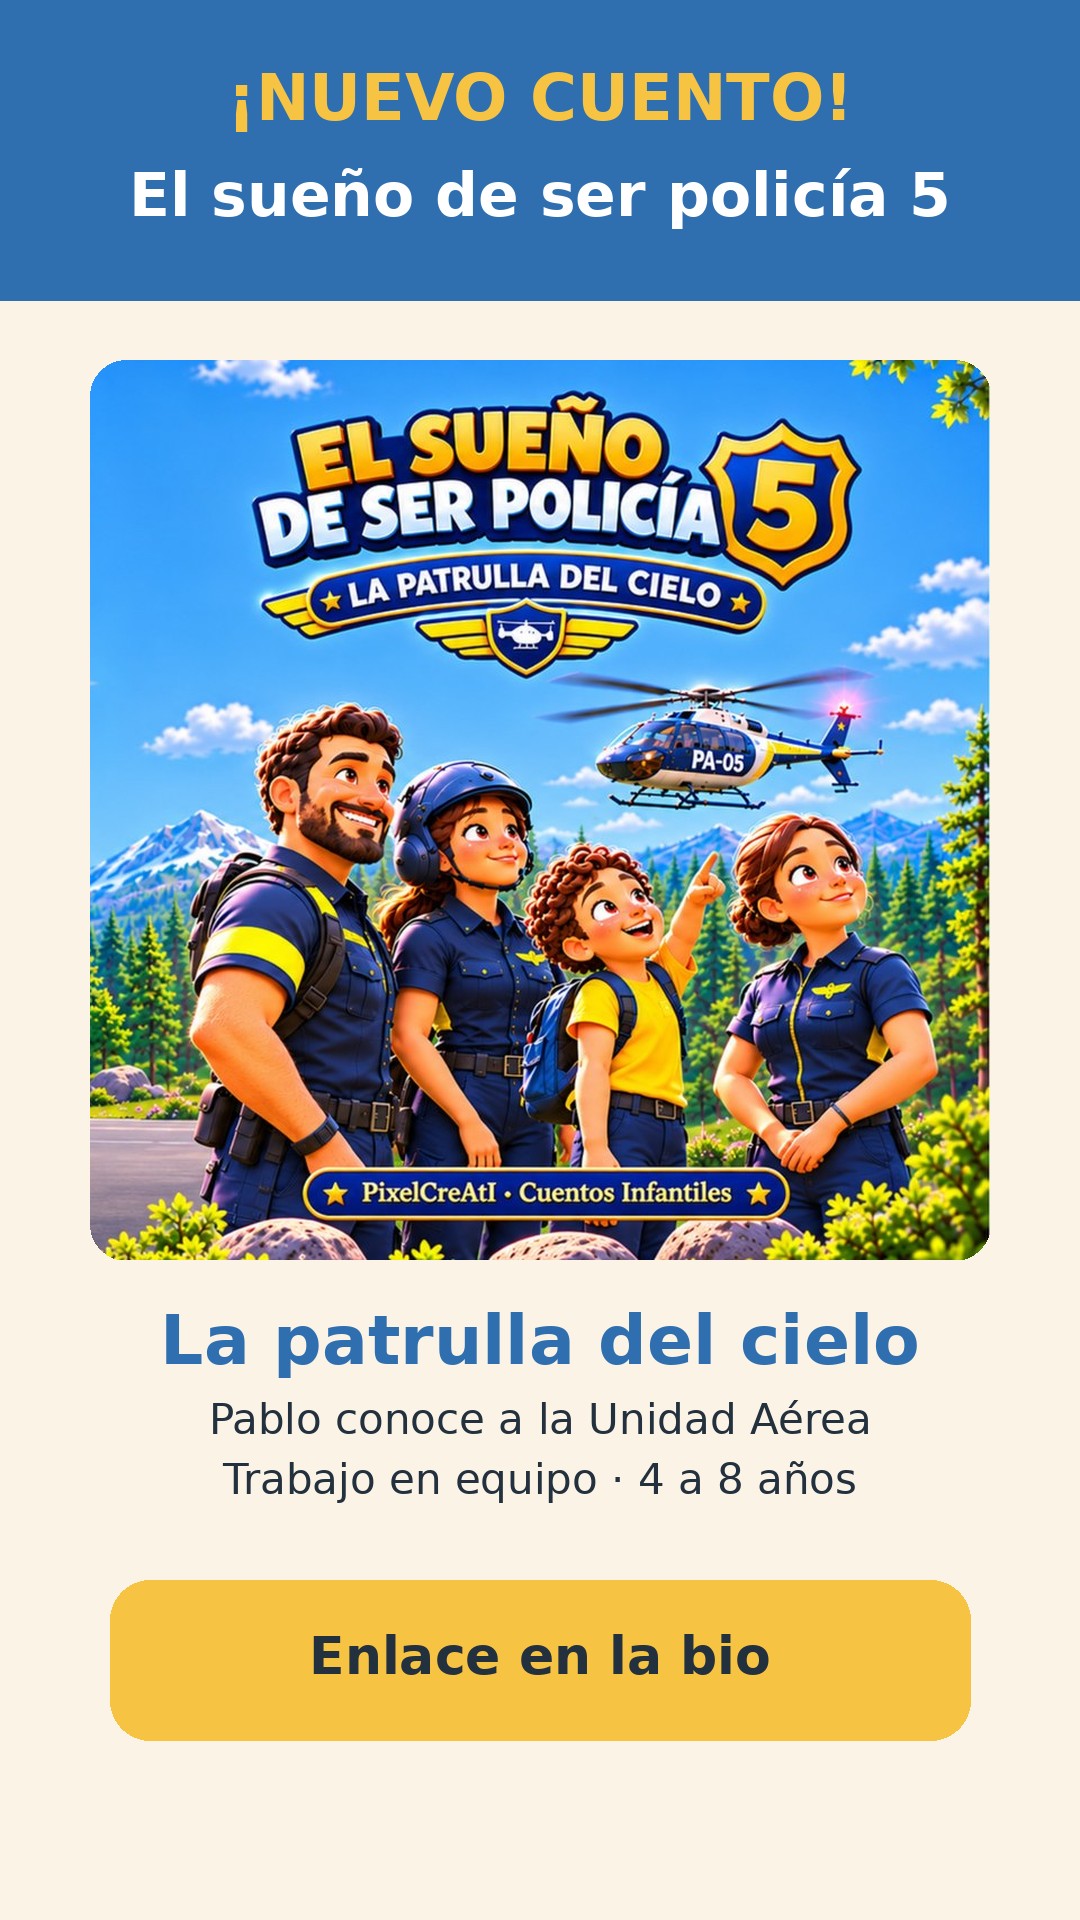 ¡NUEVO CUENTO!
El sueño de ser policía 5
EL SUEÑO
DE SER POLICÍA 5
LA PATRULLA DEL CIELO
PA-05
PixelCreAtI · Cuentos Infantiles
La patrulla del cielo
Pablo conoce a la Unidad Aérea
Trabajo en equipo · 4 a 8 años
Enlace en la bio